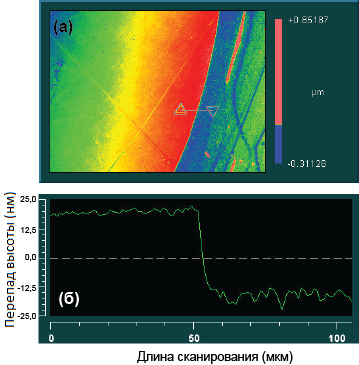 (а)
+0.85187
µm
-0.31128
Перепад высоты (нм)
25,0
12,5
0,0
-12,5
-25,0
(б)
0
50
100
Длина сканирования (мкм)